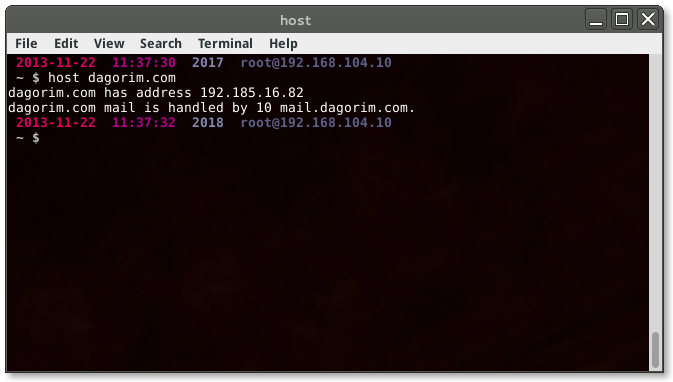 host
File Edit View Search Terminal Help
2013-11-22 11:37:30 2017 root@192.168.104.10
~ $ host dagorim.com
dagorim.com has address 192.185.16.82
dagorim.com mail is handled by 10 mail.dagorim.com.
2013-11-22 11:37:32 2018 root@192.168.104.10
~ $